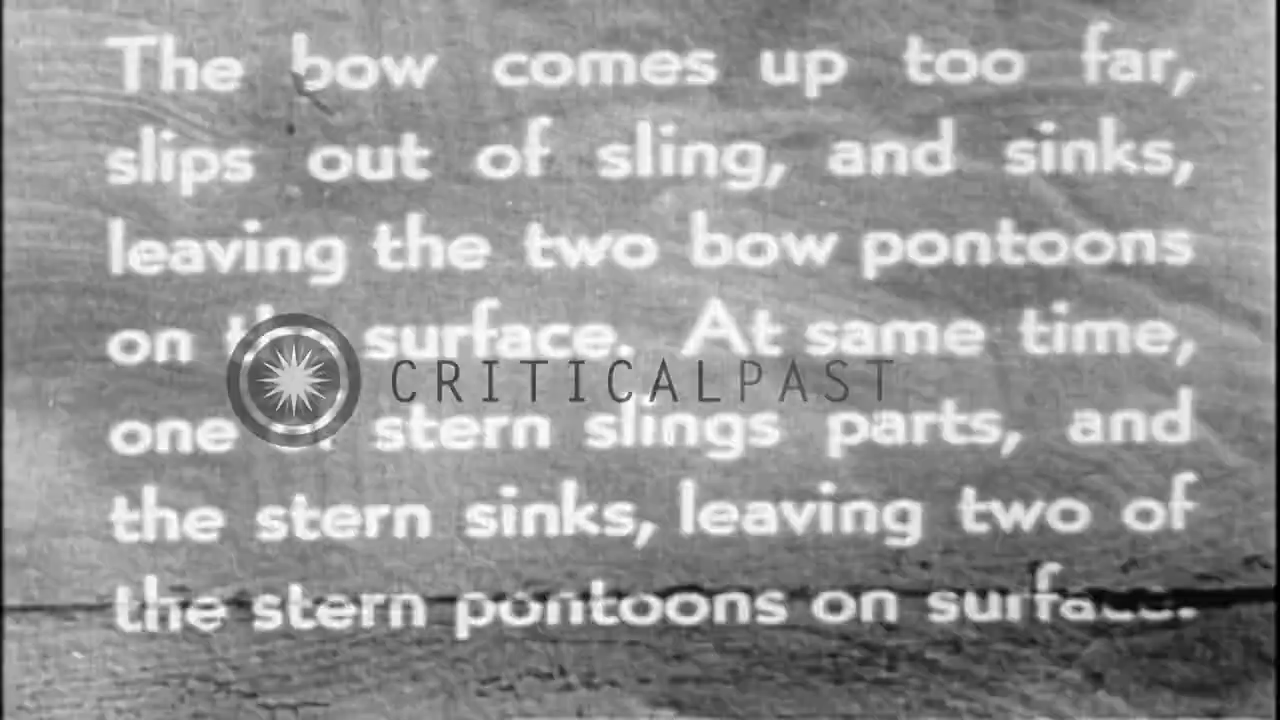 The bow comes up too far,
slips out of sling, and sinks,
leaving the two bow pontoons
on the surface. At same time,
CRITICALPAST
one stern slings parts, and
the stern sinks, leaving two of
the stern pontoons on surface.